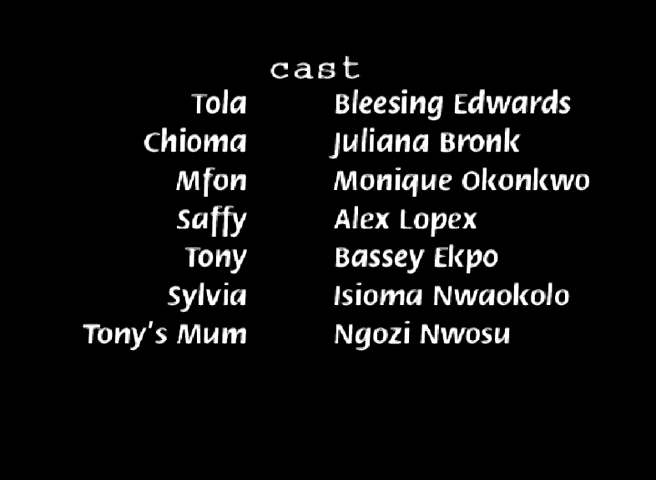 cast
Tola Bleesing Edwards
Chioma Juliana Bronk
Mfon Monique Okonkwo
Saffy Alex Lopex
Tony Bassey Ekpo
Sylvia Isioma Nwaokolo
Tony's Mum Ngozi Nwosu